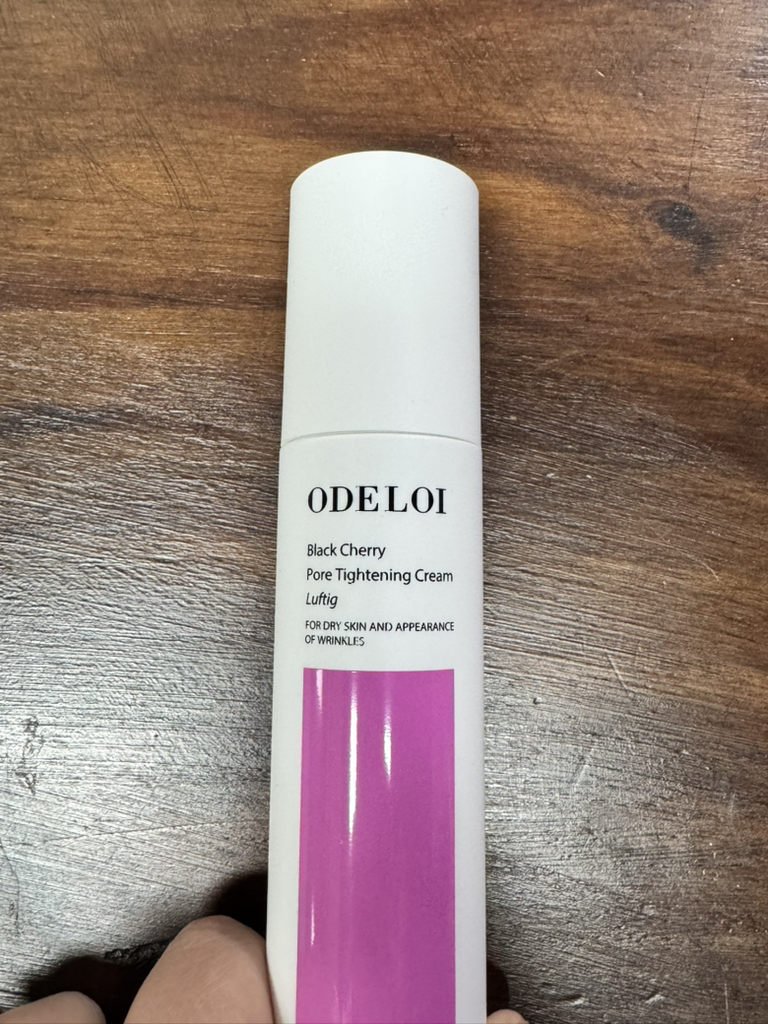 ODELOI
Black Cherry
Pore Tightening Cream
Luftig
FOR DRY SKIN AND APPEARANCE
OF WRINKLES